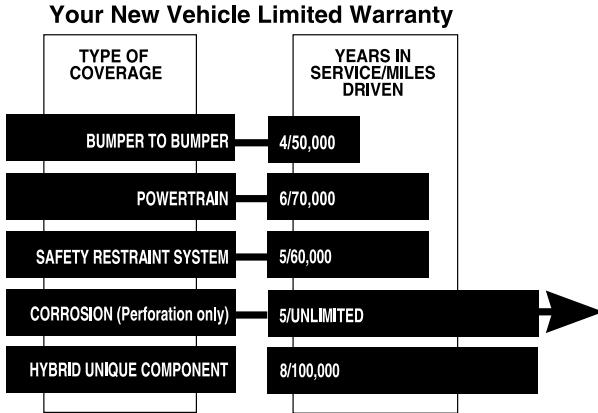 Your New Vehicle Limited Warranty
TYPE OF
COVERAGE
YEARS IN
SERVICE/MILES
DRIVEN
BUMPER TO BUMPER 4/50,000
POWERTRAIN 6/70,000
SAFETY RESTRAINT SYSTEM 5/60,000
CORROSION (Perforation only) 5/UNLIMITED
HYBRID UNIQUE COMPONENT 8/100,000